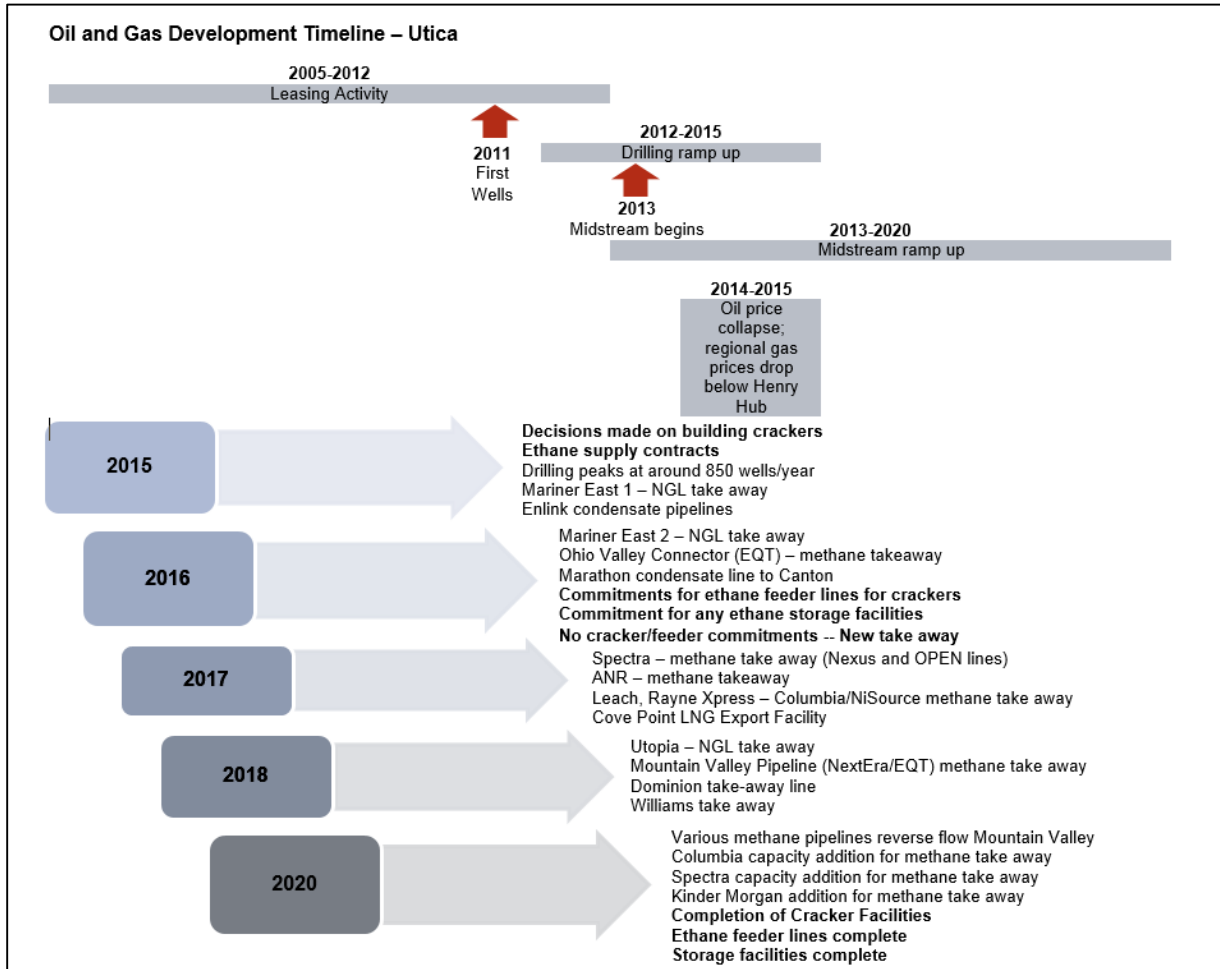 Oil and Gas Development Timeline – Utica
2005-2012
Leasing Activity
2011
First
Wells
2012-2015
Drilling ramp up
2013
Midstream begins
2013-2020
Midstream ramp up
2014-2015
Oil price
collapse;
regional gas
prices drop
below Henry
Hub
2015
Decisions made on building crackers
Ethane supply contracts
Drilling peaks at around 850 wells/year
Mariner East 1 – NGL take away
Enlink condensate pipelines
2016
Mariner East 2 – NGL take away
Ohio Valley Connector (EQT) – methane takeaway
Marathon condensate line to Canton
Commitments for ethane feeder lines for crackers
Commitment for any ethane storage facilities
No cracker/feeder commitments -- New take away
2017
Spectra – methane take away (Nexus and OPEN lines)
ANR – methane takeaway
Leach, Rayne Xpress – Columbia/NiSource methane take away
Cove Point LNG Export Facility
2018
Utopia – NGL take away
Mountain Valley Pipeline (NextEra/EQT) methane take away
Dominion take-away line
Williams take away
2020
Various methane pipelines reverse flow Mountain Valley
Columbia capacity addition for methane take away
Spectra capacity addition for methane take away
Kinder Morgan addition for methane take away
Completion of Cracker Facilities
Ethane feeder lines complete
Storage facilities complete